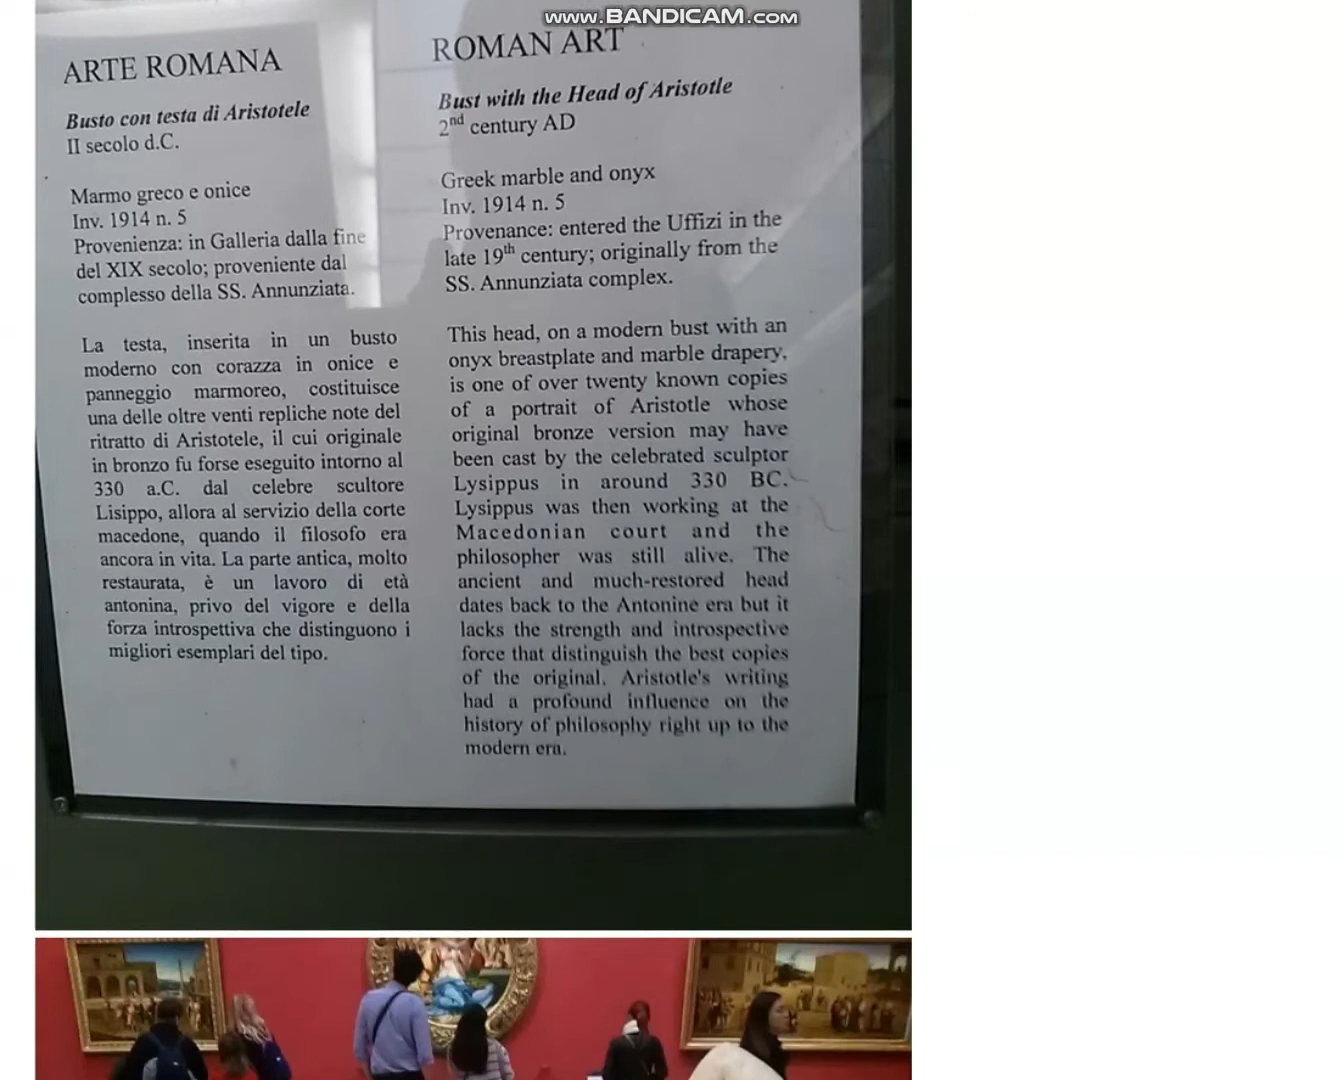 www.BANDICAM.com
ARTE ROMANA
Busto con testa di Aristotele
II secolo d.C.
Marmo greco e onice
Inv. 1914 n. 5
Provenienza: in Galleria dalla fine
del XIX secolo; proveniente dal
complesso della SS. Annunziata.
La testa, inserita in un busto
moderno con corazza in onice e
panneggio marmoreo, costituisce
una delle oltre venti repliche note del
ritratto di Aristotele, il cui originale
in bronzo fu forse eseguito intorno al
330 a.C. dal celebre scultore
Lisippo, allora al servizio della corte
macedone, quando il filosofo era
ancora in vita. La parte antica, molto
restaurata, è un lavoro di età
antonina, privo del vigore e della
forza introspettiva che distinguono i
migliori esemplari del tipo.
ROMAN ART
Bust with the Head of Aristotle
2nd century AD
Greek marble and onyx
Inv. 1914 n. 5
Provenance: entered the Uffizi in the
late 19th century; originally from the
SS. Annunziata complex.
This head, on a modern bust with an
onyx breastplate and marble drapery,
is one of over twenty known copies
of a portrait of Aristotle whose
original bronze version may have
been cast by the celebrated sculptor
Lysippus in around 330 BC.
Lysippus was then working at the
Macedonian court and the
philosopher was still alive. The
ancient and much-restored head
dates back to the Antonine era but it
lacks the strength and introspective
force that distinguish the best copies
of the original. Aristotle's writing
had a profound influence on the
history of philosophy right up to the
modern era.